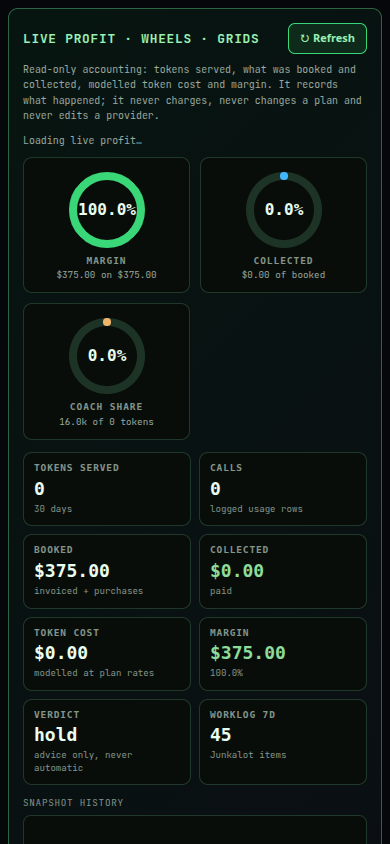 LIVE PROFIT · WHEELS · GRIDS
↻ Refresh
Read-only accounting: tokens served, what was booked and
collected, modelled token cost and margin. It records
what happened; it never charges, never changes a plan and
never edits a provider.
Loading live profit…
100.0%
MARGIN
$375.00 on $375.00
0.0%
COLLECTED
$0.00 of booked
0.0%
COACH SHARE
16.0k of 0 tokens
TOKENS SERVED
0
30 days
CALLS
0
logged usage rows
BOOKED
$375.00
invoiced + purchases
COLLECTED
$0.00
paid
TOKEN COST
$0.00
modelled at plan rates
MARGIN
$375.00
100.0%
VERDICT
hold
advice only, never
automatic
WORKLOG 7D
45
Junkalot items
SNAPSHOT HISTORY